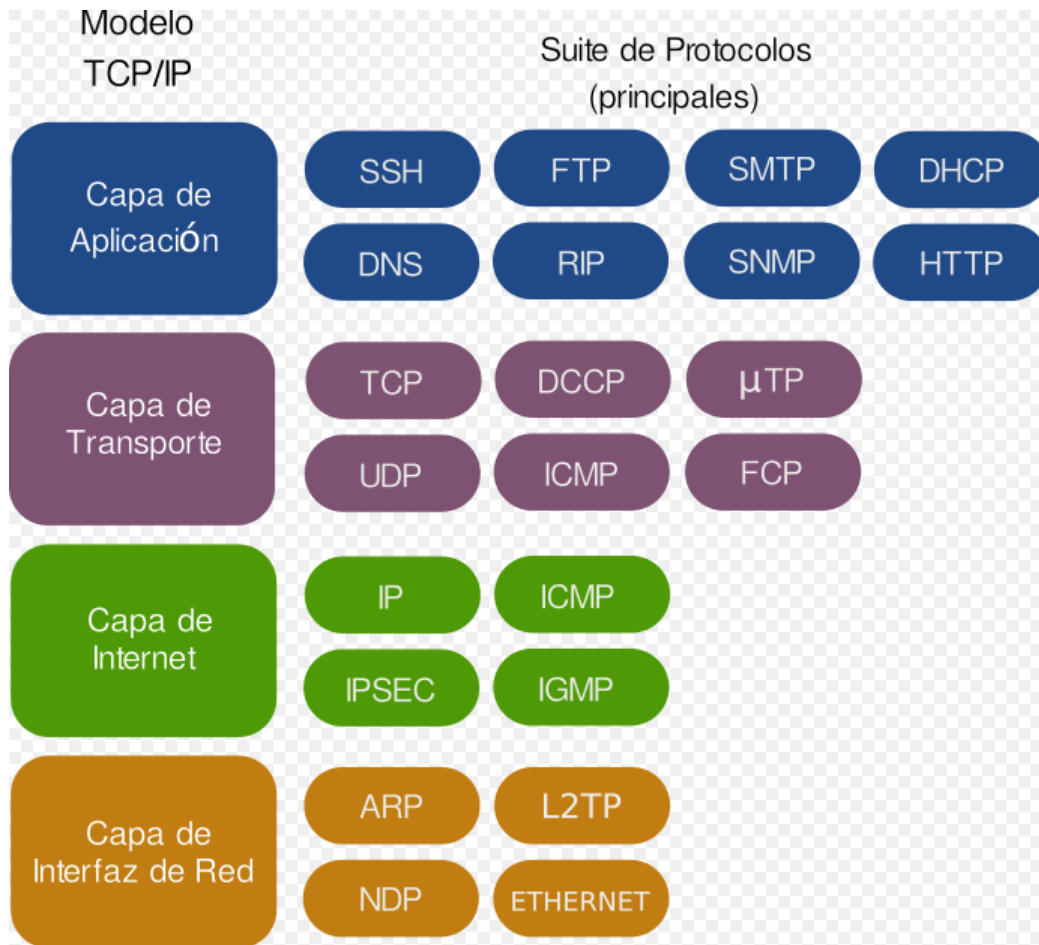 Modelo
TCP/IP
Suite de Protocolos
(principales)
Capa de
Aplicación
SSH
FTP
SMTP
DHCP
DNS
RIP
SNMP
HTTP
Capa de
Transporte
TCP
DCCP
µTP
UDP
ICMP
FCP
Capa de
Internet
IP
ICMP
IPSEC
IGMP
Capa de
Interfaz de Red
ARP
L2TP
NDP
ETHERNET